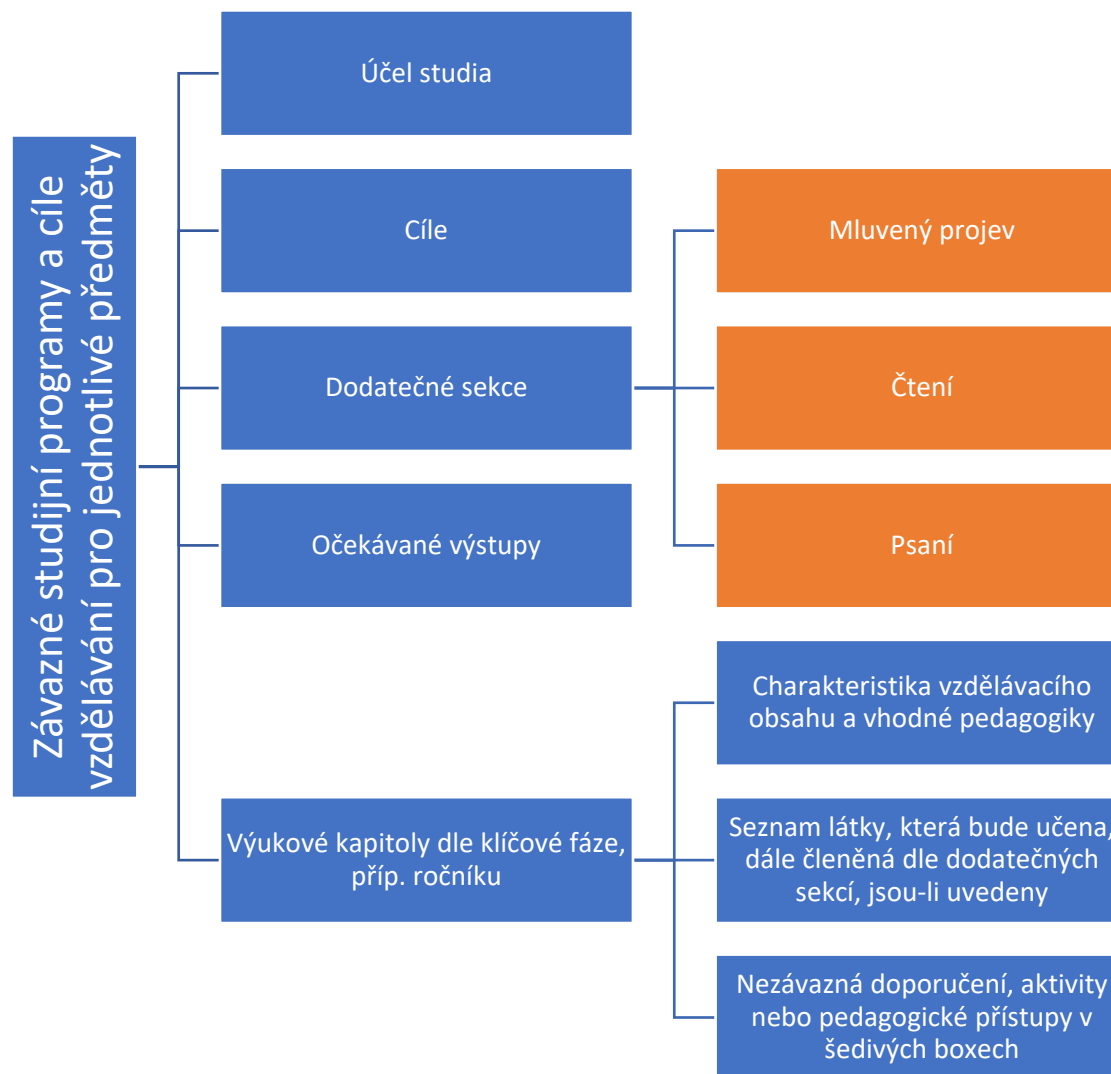 Závazné studijní programy a cíle
vzdělávání pro jednotlivé předměty
Účel studia
Cíle
Dodatečné sekce
Očekávané výstupy
Výukové kapitoly dle klíčové fáze,
příp. ročníku
Mluvený projev
Čtení
Psaní
Charakteristika vzdělávacího
obsahu a vhodné pedagogiky
Seznam látky, která bude učena,
dále členěná dle dodatečných
sekcí, jsou-li uvedeny
Nezávazná doporučení, aktivity
nebo pedagogické přístupy v
šedivých boxech